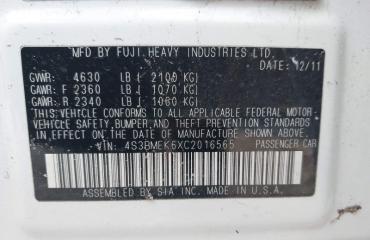 MFD BY FUJI HEAVY INDUSTRIES LTD.
DATE: 12/11
GVWR: 4630 LB ( 2100 KG)
GAWR: F 2360 LB ( 1070 KG)
GAWR: R 2340 LB ( 1060 KG)
THIS VEHICLE CONFORMS TO ALL APPLICABLE FEDERAL MOTOR
VEHICLE SAFETY, BUMPER, AND THEFT PREVENTION STANDARDS
IN EFFECT ON THE DATE OF MANUFACTURE SHOWN ABOVE.
VIN: 4S3BMEK6XC2016565 PASSENGER CAR
ASSEMBLED BY SIA INC. MADE IN U.S.A.